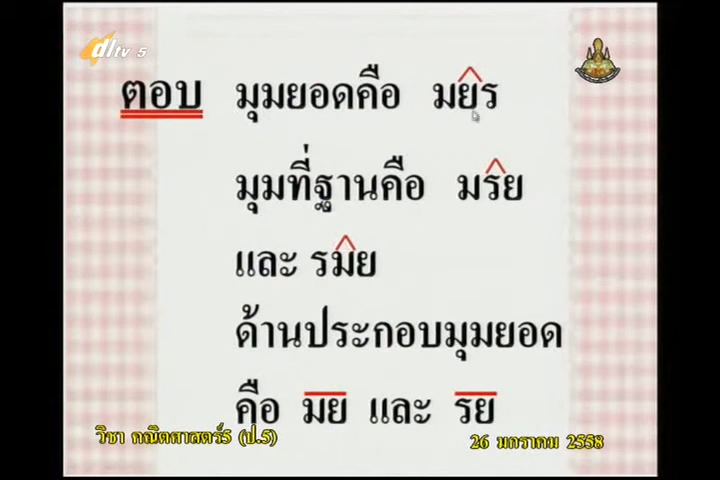 dltv 5
ตอบ มุมยอดคือ มย̂ร
มุมที่ฐานคือ มร̂ย
และ รม̂ย
ด้านประกอบมุมยอด
คือ มย และ รย
วิชา คณิตศาสตร์5 (ป.5)
26 มกราคม 2558